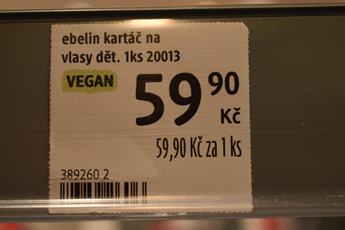 ebelin kartáč na
vlasy dět. 1ks 20013
VEGAN
59 90
Kč
59,90 Kč za 1 ks
389260 2